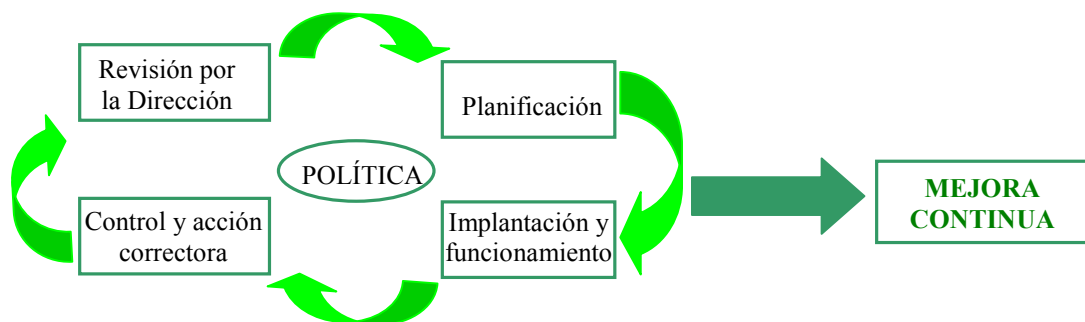 Revisión por
la Dirección
Planificación
POLÍTICA
Control y acción
correctora
Implantación y
funcionamiento
MEJORA
CONTINUA